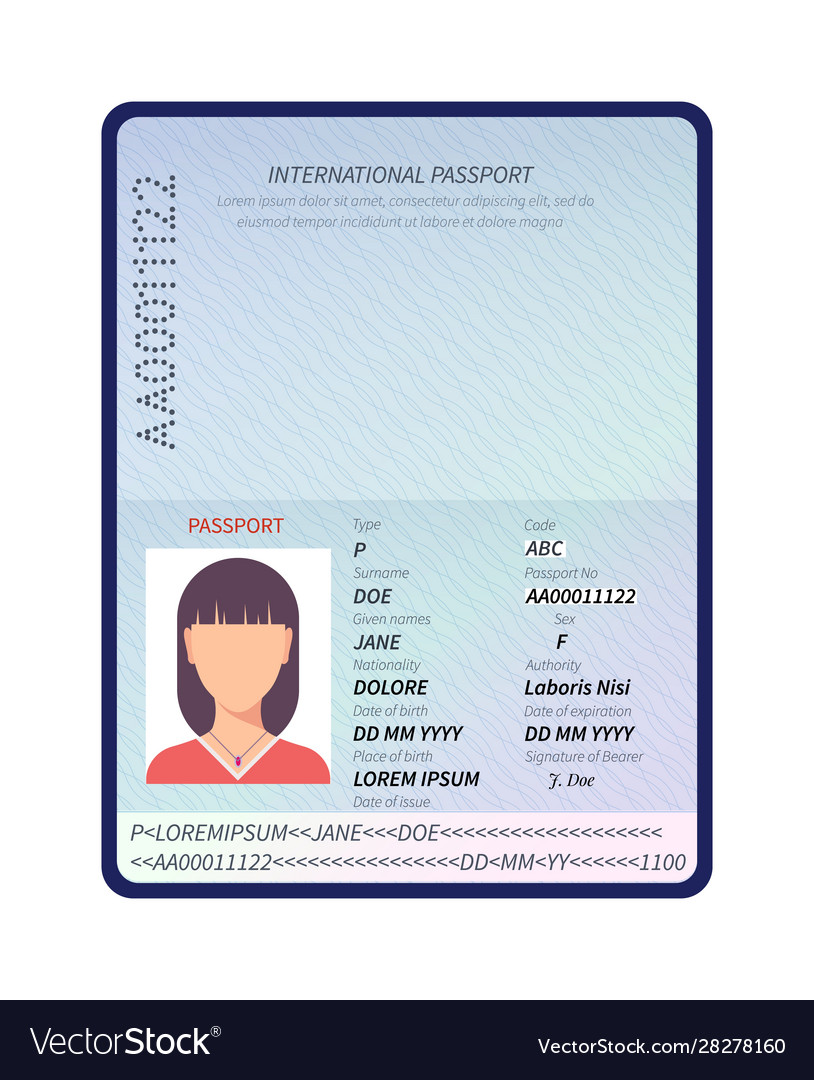 INTERNATIONAL PASSPORT
Lorem ipsum dolor sit amet, consectetur adipiscing elit, sed do
eiusmod tempor incididunt ut labore et dolore magna
AA00011122
PASSPORT
Type
P
Surname
DOE
Given names
JANE
Nationality
DOLORE
Date of birth
DD MM YYYY
Place of birth
LOREM IPSUM
Date of issue
Code
ABC
Passport No
AA00011122
Sex
F
Authority
Laboris Nisi
Date of expiration
DD MM YYYY
Signature of Bearer
J. Doe
P<LOREMIPSUM<<JANE<<<DOE<<<<<<<<<<<<<<<<<<<
<<AA00011122<<<<<<<<<<<<<<<<DD<MM<YY<<<<<<1100
VectorStock®
VectorStock.com/28278160